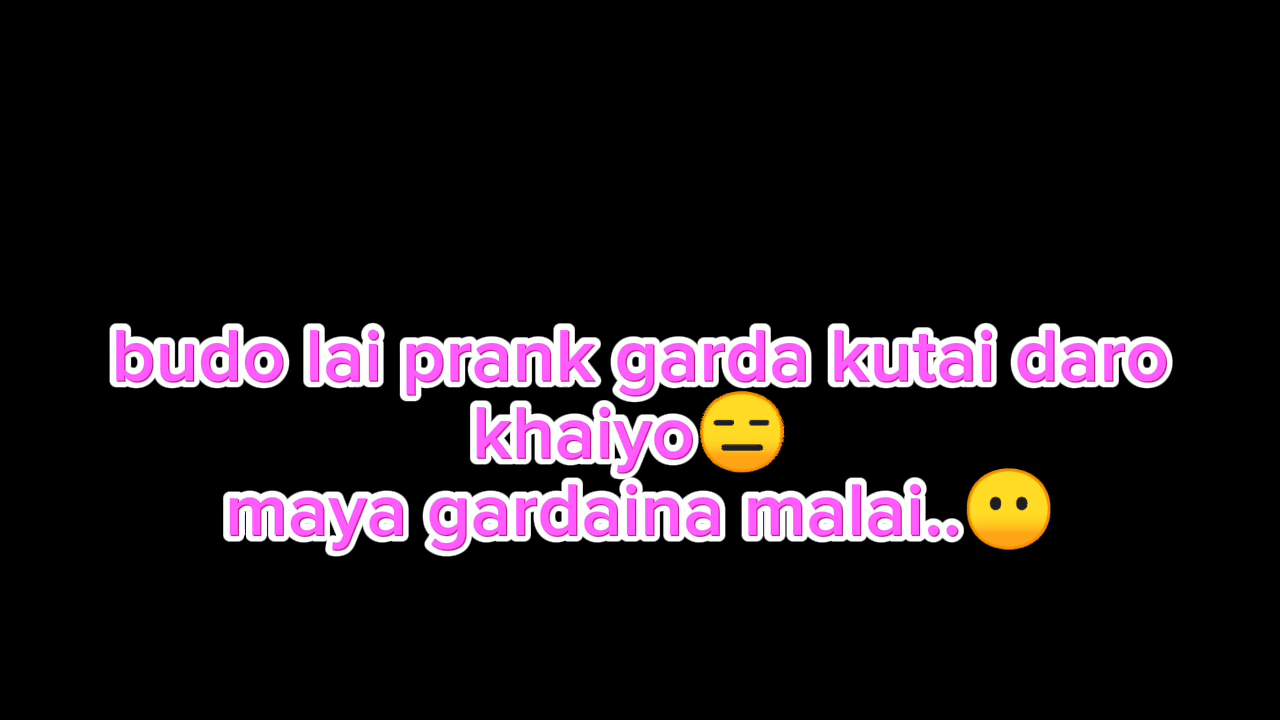 budo lai prank garda kutai daro
khaiyo😑
maya gardaina malai..😶